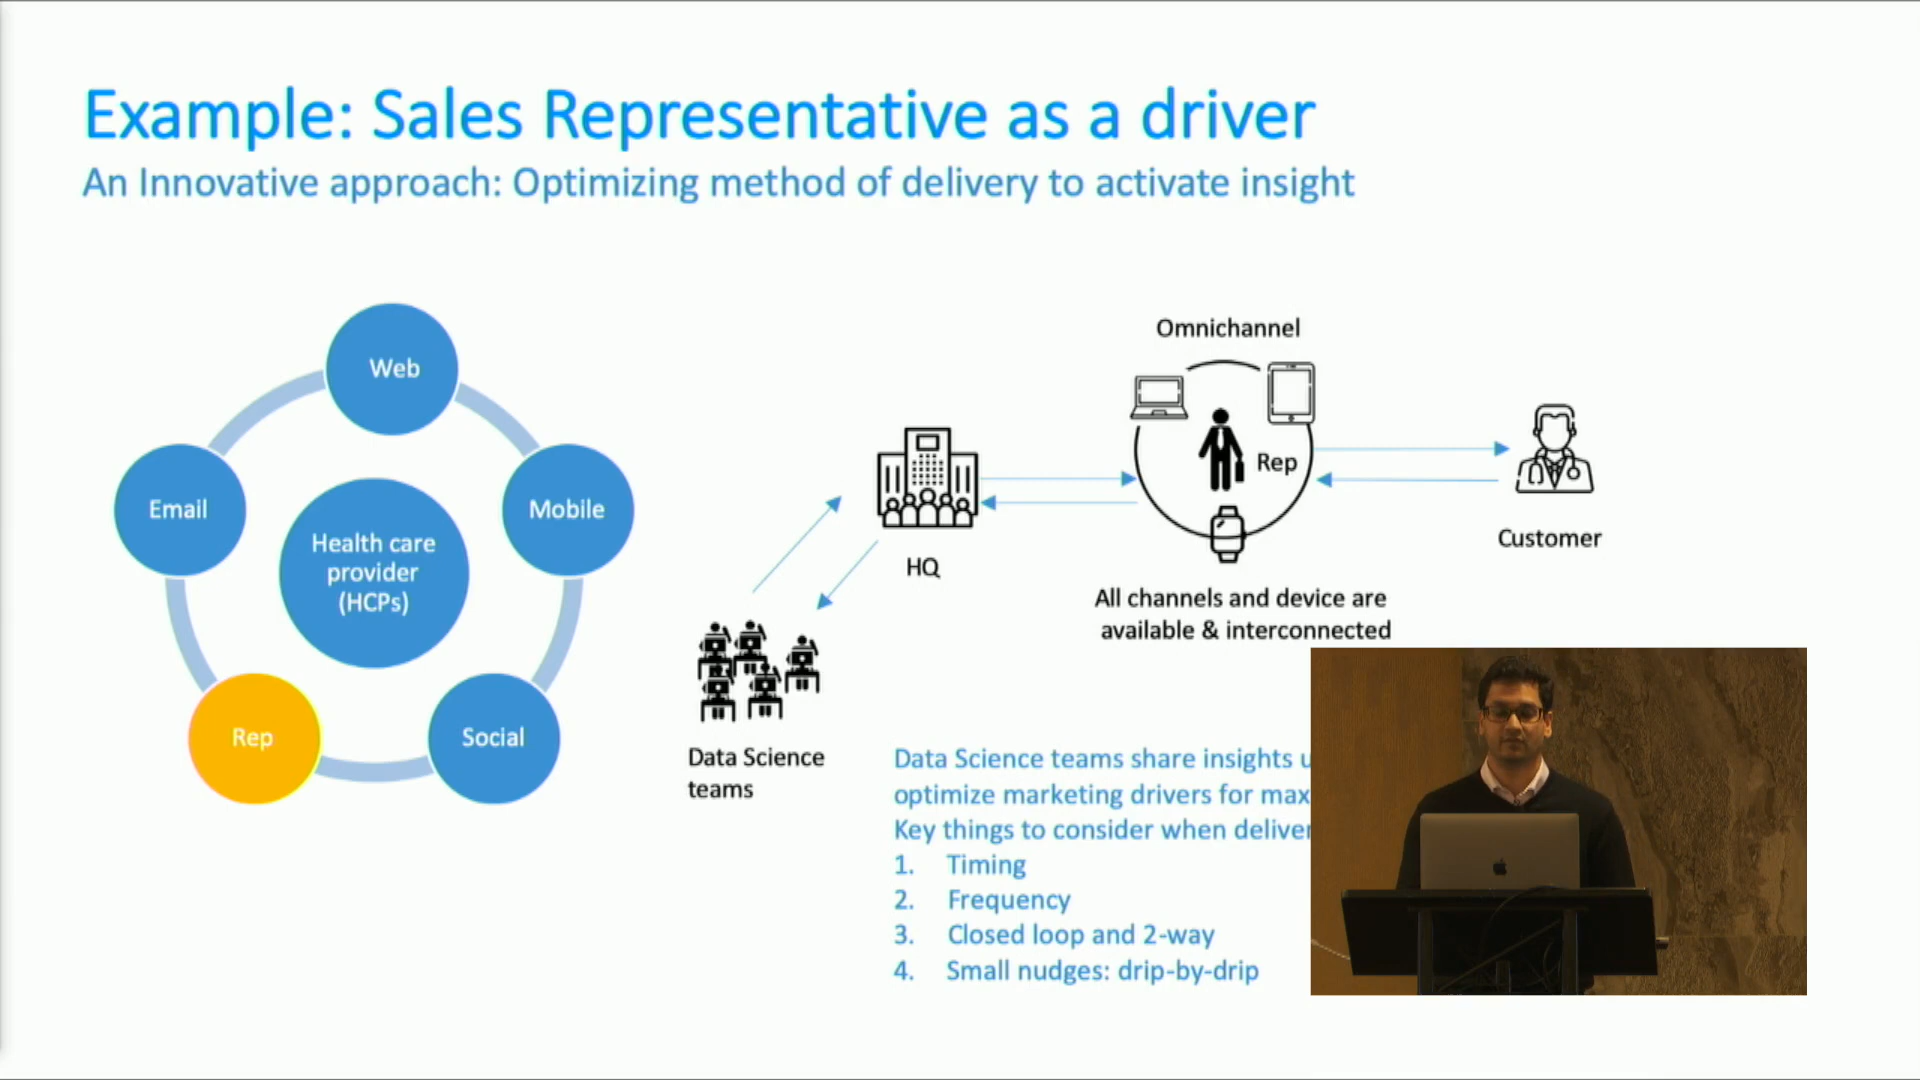 Example: Sales Representative as a driver
An Innovative approach: Optimizing method of delivery to activate insight
Web
Email
Mobile
Health care
provider
(HCPs)
Rep
Social
Omnichannel
Rep
HQ
Customer
All channels and device are
available & interconnected
Data Science
teams
Data Science teams share insights
optimize marketing drivers for
Key things to consider when
1. Timing
2. Frequency
3. Closed loop and 2-way
4. Small nudges: drip-by-drip